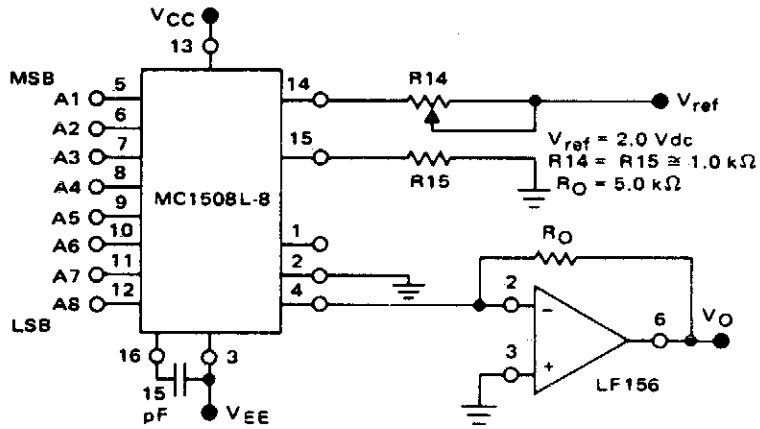 VCC
13
MSB
A1 5
A2 6
A3 7
A4 8
A5 9
A6 10
A7 11
A8 12
LSB
MC1508L-8
14
R14
Vref
15
R15
Vref = 2.0 Vdc
R14 = R15 ≅ 1.0 kΩ
RO = 5.0 kΩ
1
2
4
RO
2
−
3
+
6
VO
LF156
16
3
15
pF
VEE